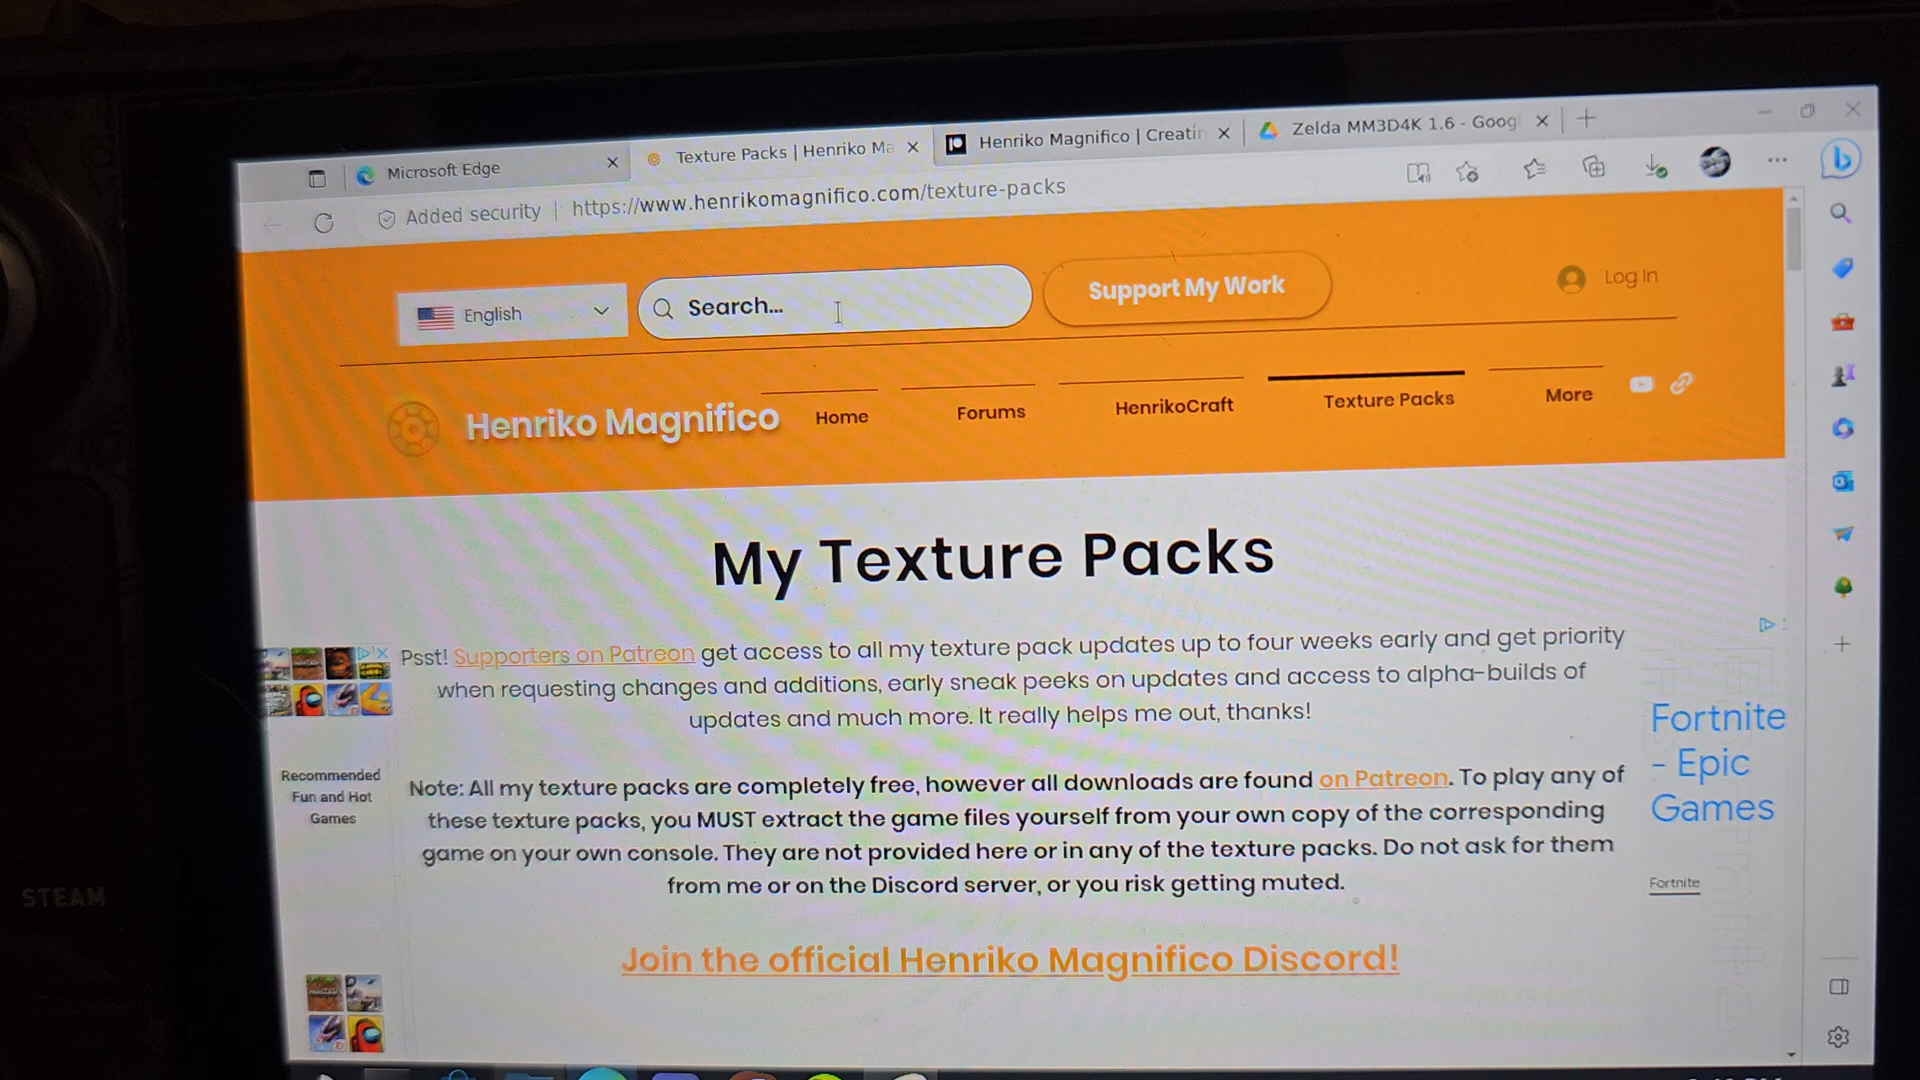 Microsoft Edge
Texture Packs | Henriko Ma
Henriko Magnifico | Creatin
Zelda MM3D4K 1.6 - Googl
Added security
https://www.henrikomagnifico.com/texture-packs
English
Search...
Support My Work
Log In
Henriko Magnifico
Home
Forums
HenrikoCraft
Texture Packs
More
My Texture Packs
Psst! Supporters on Patreon get access to all my texture pack updates up to four weeks early and get priority
when requesting changes and additions, early sneak peeks on updates and access to alpha-builds of
updates and much more. It really helps me out, thanks!
Recommended
Fun and Hot
Games
Note: All my texture packs are completely free, however all downloads are found on Patreon. To play any of
these texture packs, you MUST extract the game files yourself from your own copy of the corresponding
game on your own console. They are not provided here or in any of the texture packs. Do not ask for them
from me or on the Discord server, or you risk getting muted.
Fortnite
- Epic
Games
Fortnite
Join the official Henriko Magnifico Discord!
STEAM